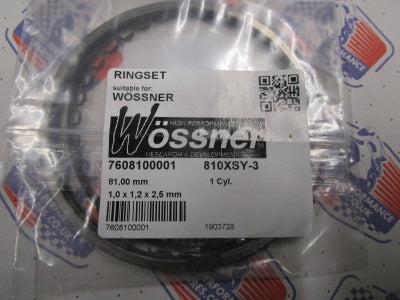 RINGSET
suitable for:
WÖSSNER
HIGH PERFORMANCE
Wössner
RESEARCH & DEVELOPMENT
7608100001 810XSY-3
81,00 mm 1 Cyl.
1,0 x 1,2 x 2,5 mm
7608100001 1903728